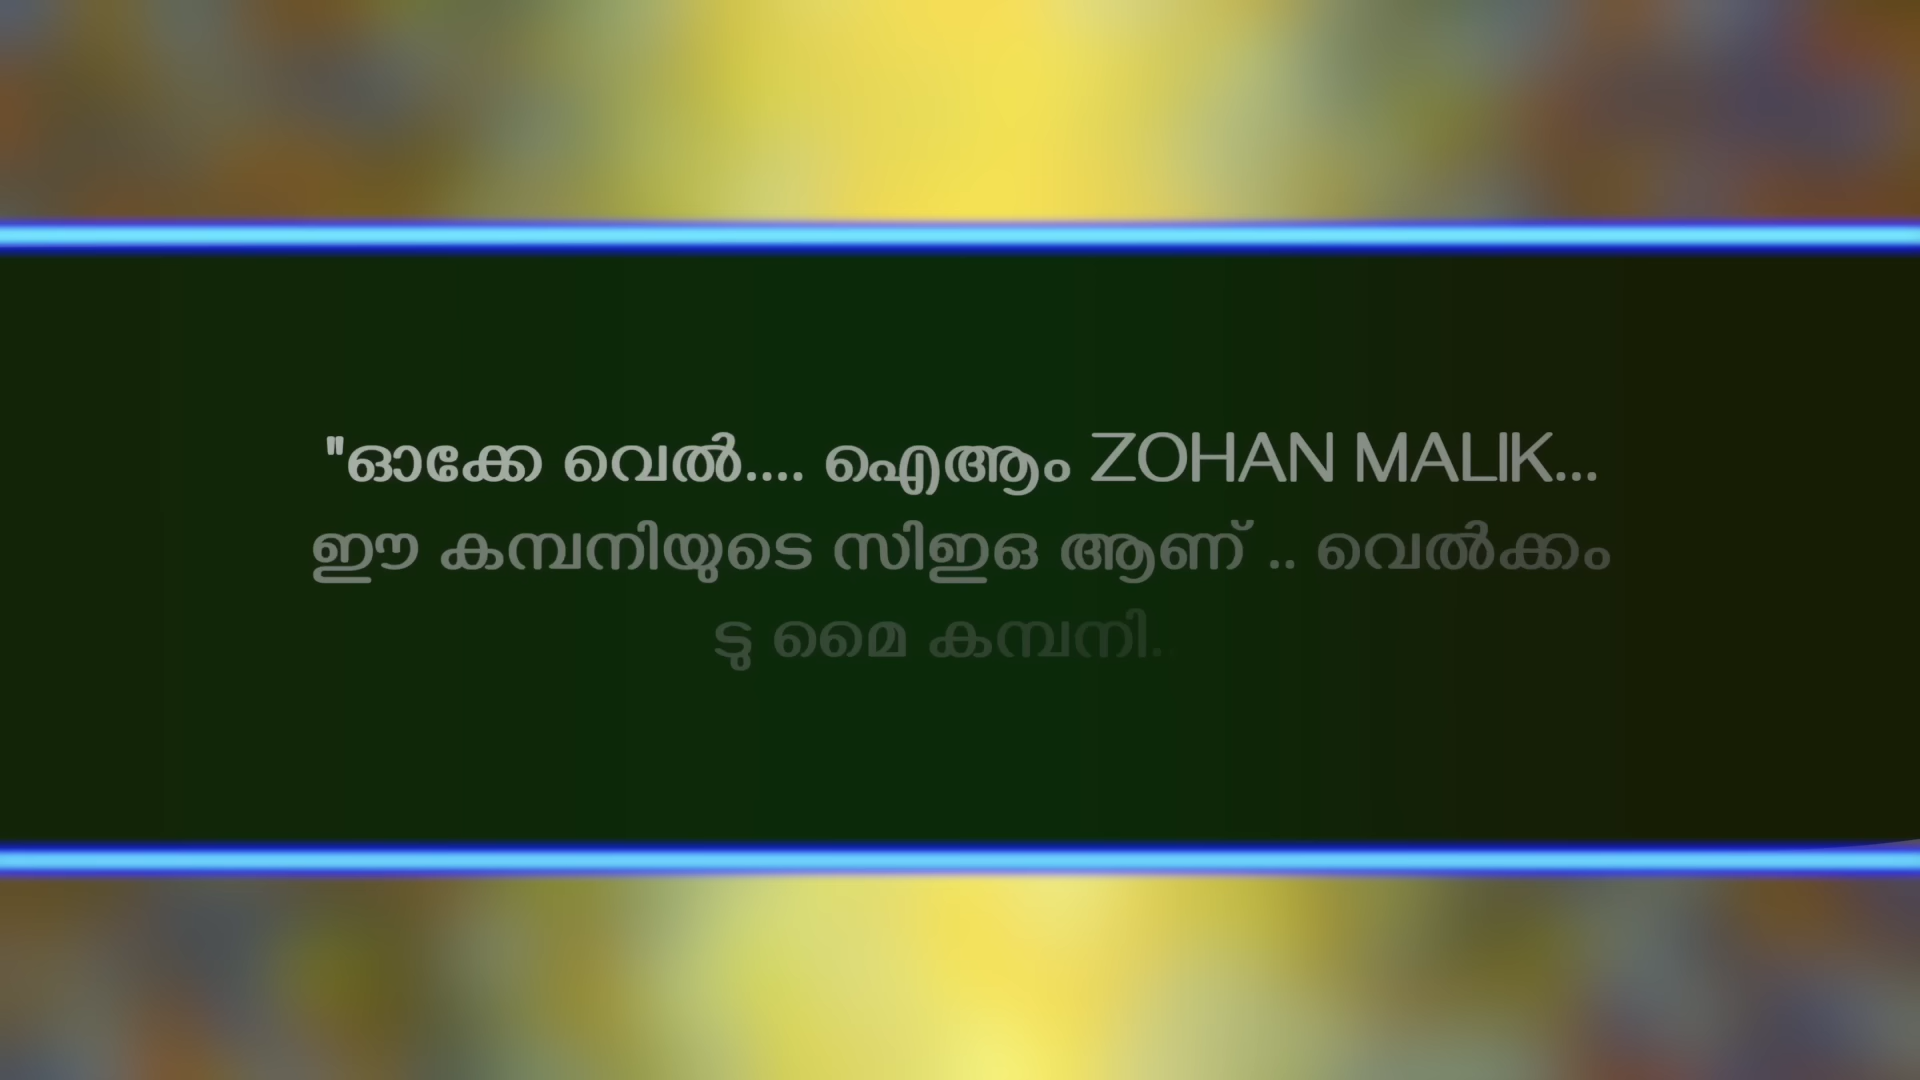 "ഓക്കേ വെൽ.... ഐആം ZOHAN MALIK...
ഈ കമ്പനിയുടെ സിഇഒ ആണ് .. വെൽക്കം
ടു മൈ കമ്പനി..